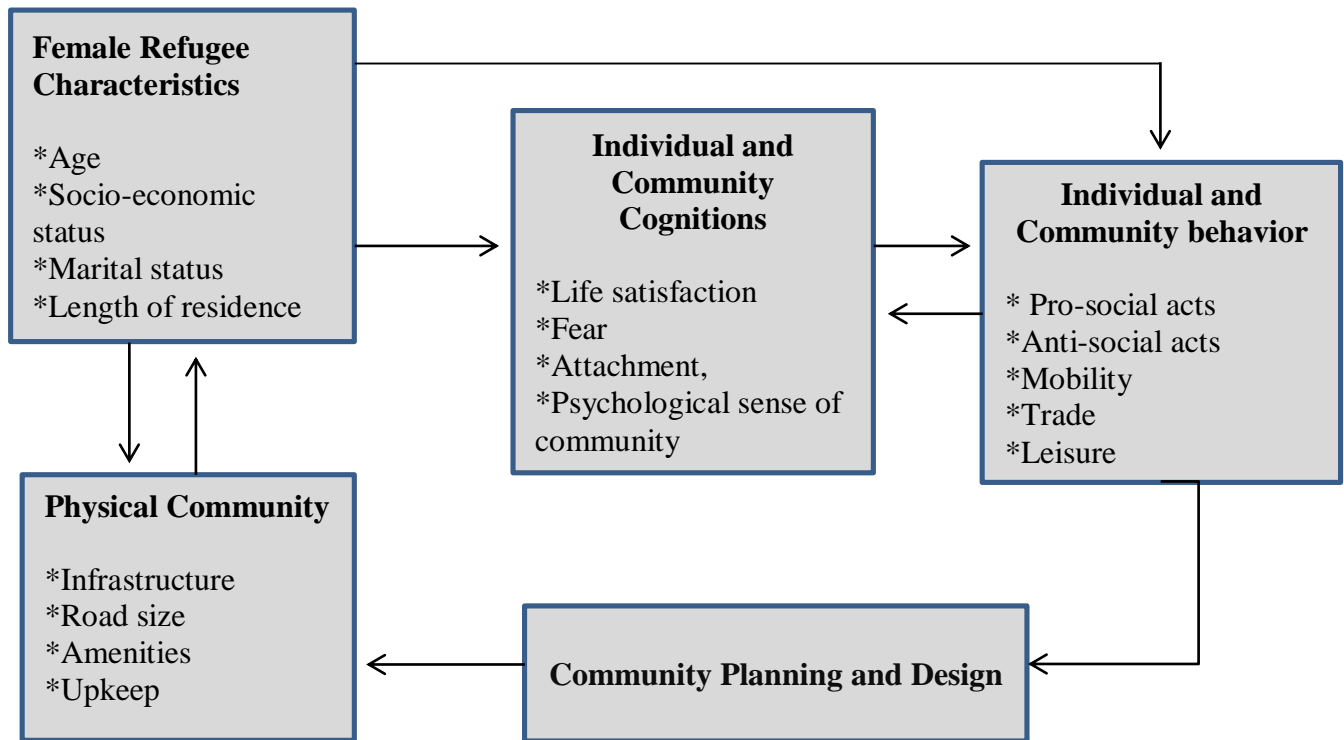 Female Refugee
Characteristics
*Age
*Socio-economic
status
*Marital status
*Length of residence
Individual and
Community
Cognitions
*Life satisfaction
*Fear
*Attachment,
*Psychological sense of
community
Individual and
Community behavior
* Pro-social acts
*Anti-social acts
*Mobility
*Trade
*Leisure
Physical Community
*Infrastructure
*Road size
*Amenities
*Upkeep
Community Planning and Design